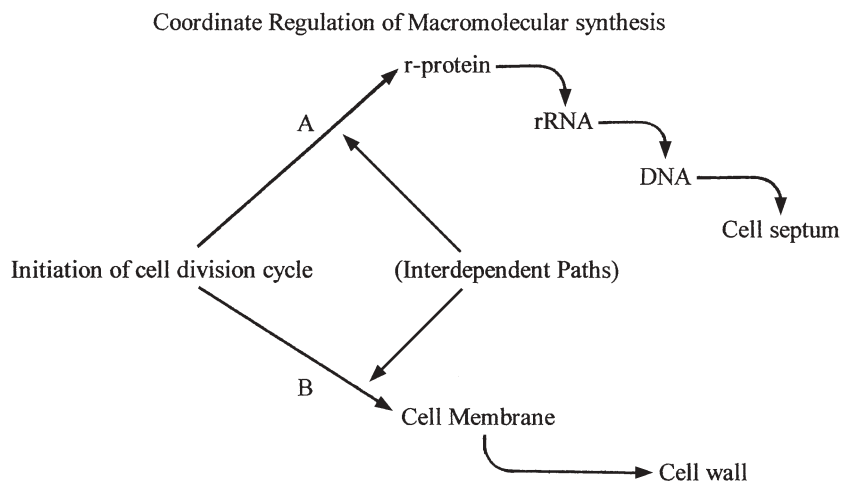 Coordinate Regulation of Macromolecular synthesis
r-protein
A
rRNA
DNA
Cell septum
Initiation of cell division cycle
(Interdependent Paths)
B
Cell Membrane
Cell wall